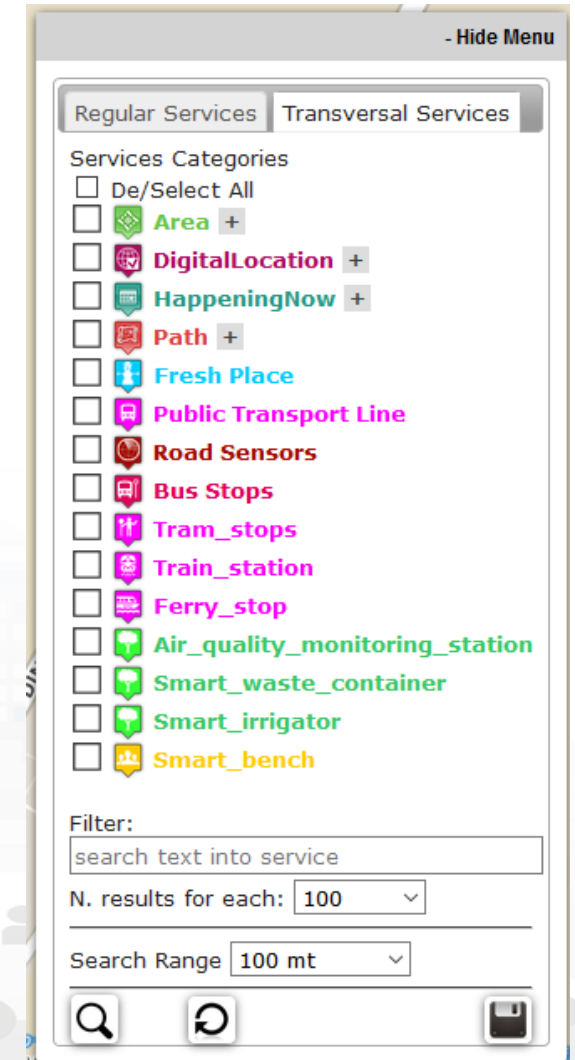 - Hide Menu
Regular Services Transversal Services
Services Categories
De/Select All
Area +
DigitalLocation +
HappeningNow +
Path +
Fresh Place
Public Transport Line
Road Sensors
Bus Stops
Tram_stops
Train_station
Ferry_stop
Air_quality_monitoring_station
Smart_waste_container
Smart_irrigator
Smart_bench
Filter:
search text into service
N. results for each: 100
Search Range 100 mt